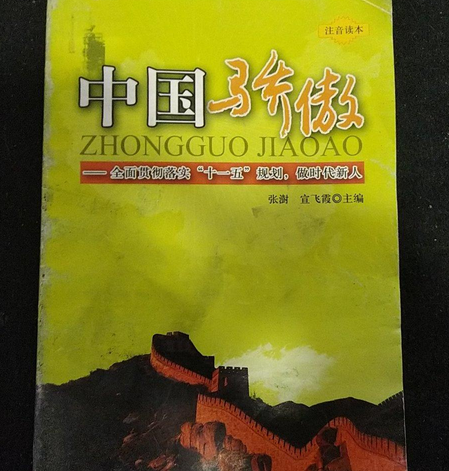 注音读本
中国骄傲
ZHONGGUO JIAOAO
——全面贯彻落实“十一五”规划，做时代新人
张澍 宣飞霞◎主编